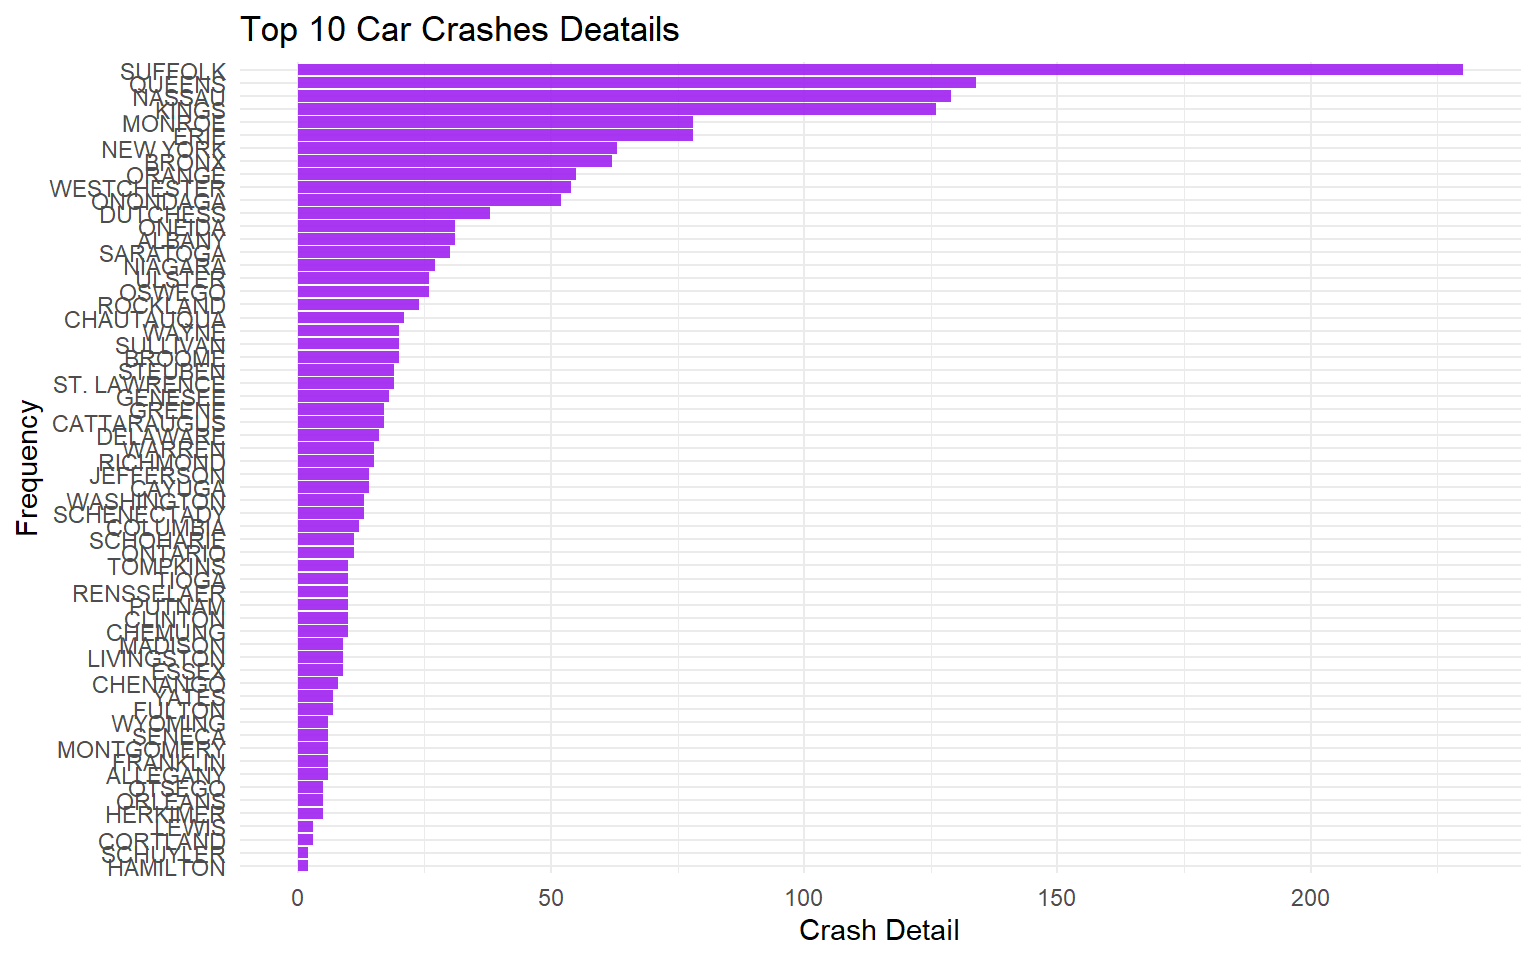 Top 10 Car Crashes Deatails
SUFFOLK
QUEENS
NASSAU
KINGS
MONROE
ERIE
NEW YORK
BRONX
ORANGE
WESTCHESTER
ONONDAGA
DUTCHESS
ONEIDA
ALBANY
SARATOGA
NIAGARA
ULSTER
OSWEGO
ROCKLAND
CHAUTAUQUA
WAYNE
SULLIVAN
BROOME
STEUBEN
ST. LAWRENCE
GENESEE
GREENE
CATTARAUGUS
DELAWARE
WARREN
RICHMOND
JEFFERSON
CAYUGA
WASHINGTON
SCHENECTADY
COLUMBIA
SCHOHARIE
ONTARIO
TOMPKINS
TIOGA
RENSSELAER
PUTNAM
CLINTON
CHEMUNG
MADISON
LIVINGSTON
ESSEX
CHENANGO
YATES
FULTON
WYOMING
SENECA
MONTGOMERY
FRANKLIN
ALLEGANY
OTSEGO
ORLEANS
HERKIMER
LEWIS
CORTLAND
SCHUYLER
HAMILTON
Frequency
0 50 100 150 200
Crash Detail